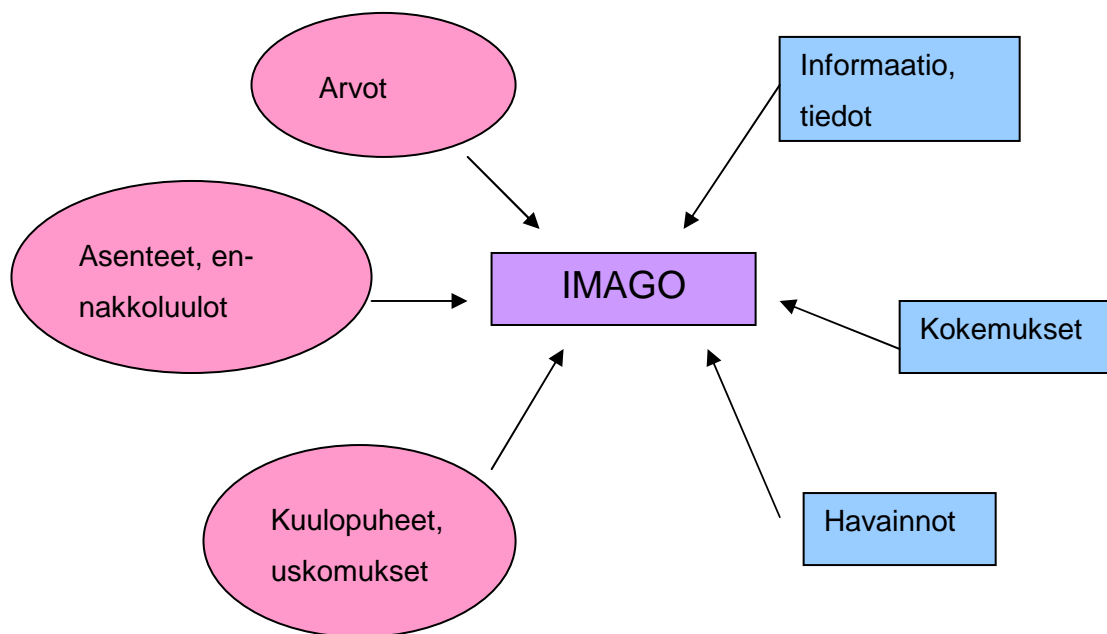 Arvot
Informaatio,
tiedot
Asenteet, en-
nakkoluulot
IMAGO
Kokemukset
Kuulopuheet,
uskomukset
Havainnot